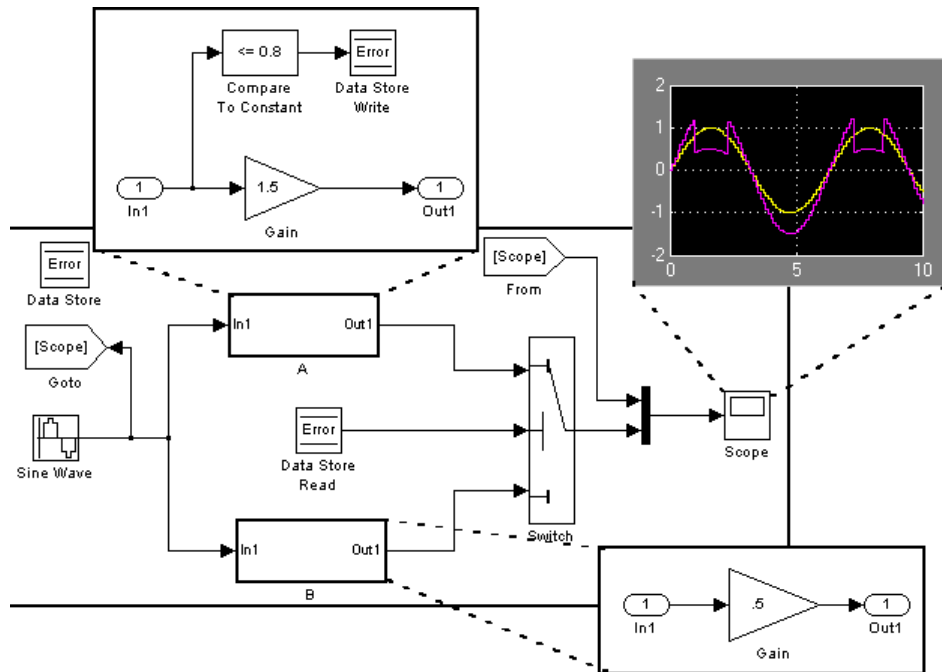 <= 0.8
Error
Compare
To Constant
Data Store
Write
1
In1
1.5
Gain
1
Out1
2
1
0
-1
-2
0
5
10
Error
Data Store
[Scope]
From
[Scope]
Goto
In1
Out1
A
Sine Wave
Error
Data Store
Read
Switch
Scope
In1
Out1
B
1
In1
.5
Gain
1
Out1